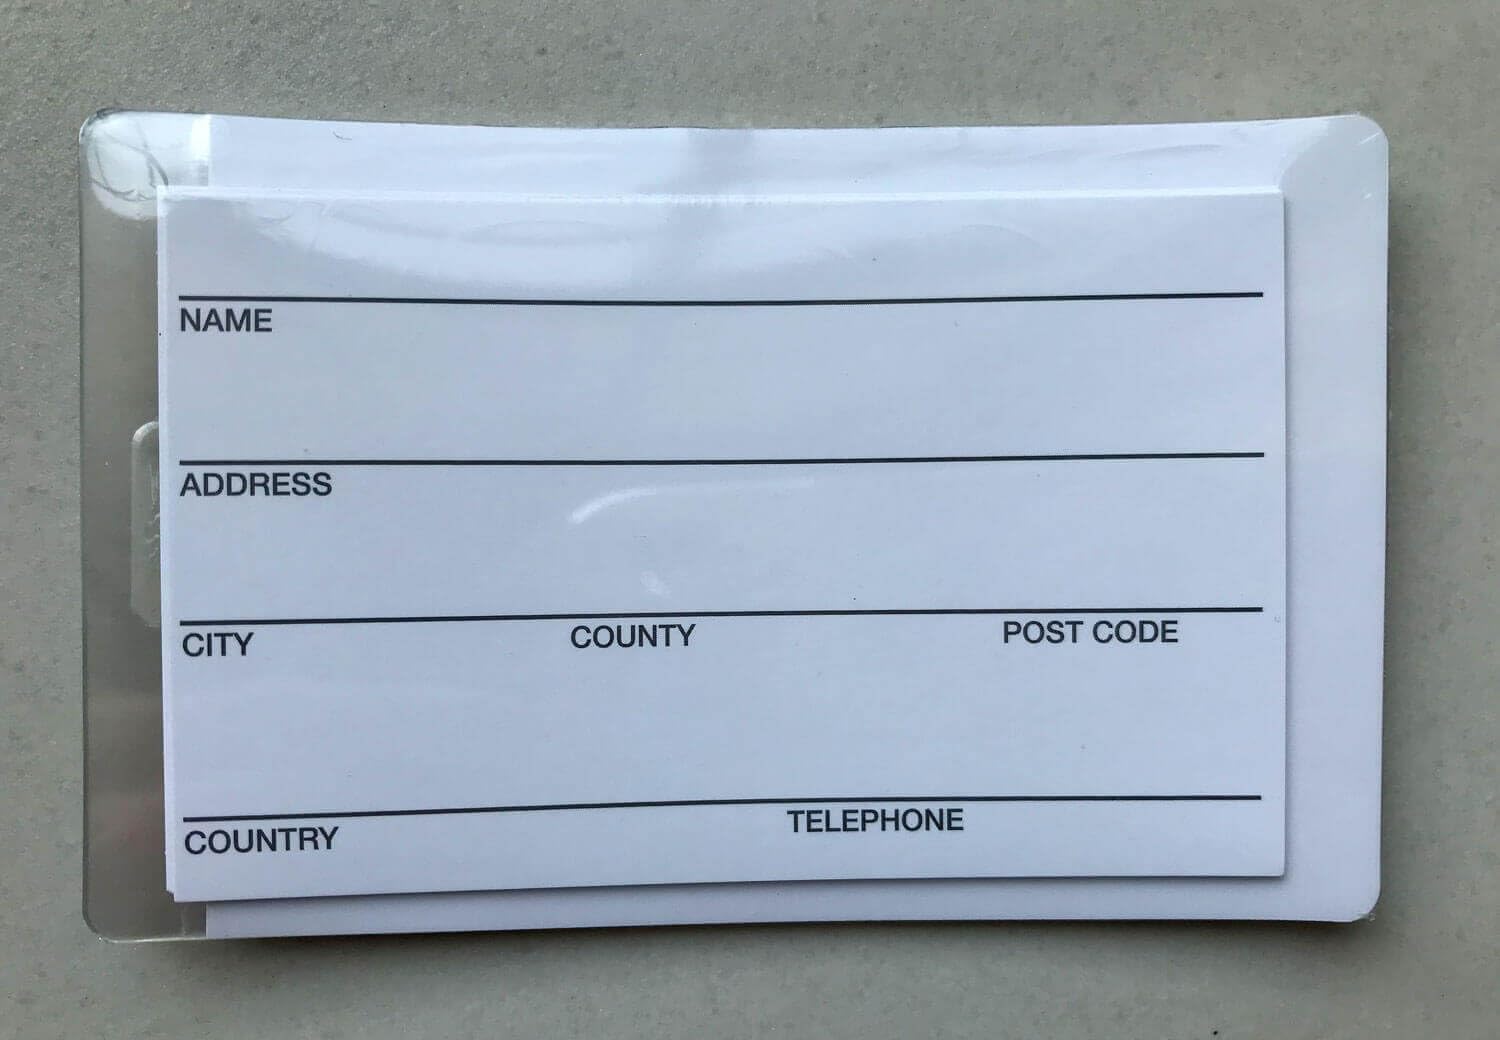 NAME
ADDRESS
CITY COUNTY POST CODE
COUNTRY TELEPHONE